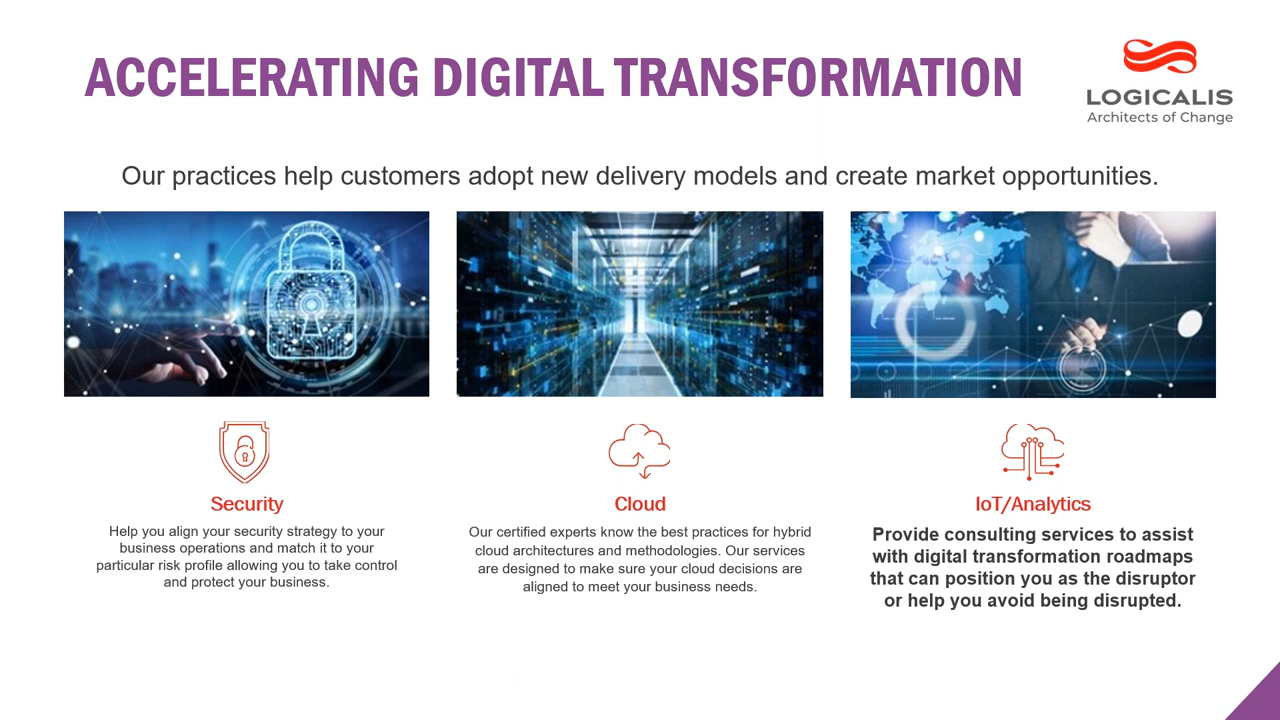 ACCELERATING DIGITAL TRANSFORMATION
LOGICALIS
Architects of Change
Our practices help customers adopt new delivery models and create market opportunities.
Security
Help you align your security strategy to your
business operations and match it to your
particular risk profile allowing you to take control
and protect your business.
Cloud
Our certified experts know the best practices for hybrid
cloud architectures and methodologies. Our services
are designed to make sure your cloud decisions are
aligned to meet your business needs.
IoT/Analytics
Provide consulting services to assist
with digital transformation roadmaps
that can position you as the disruptor
or help you avoid being disrupted.